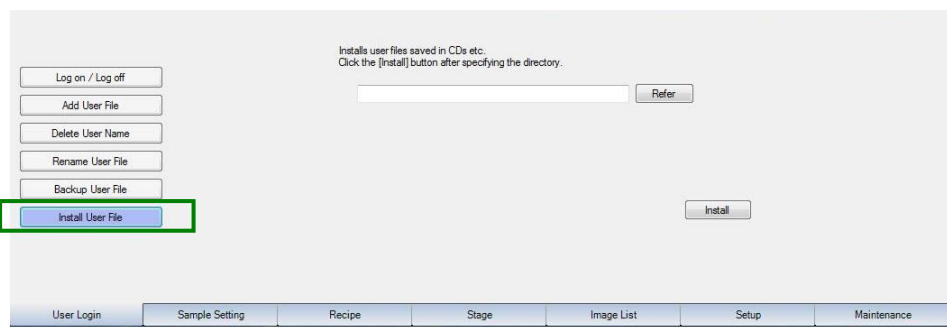 Installs user files saved in CDs etc.
Click the [Install] button after specifying the directory.
Refer
Log on / Log off
Add User File
Delete User Name
Rename User File
Backup User File
Install User File
Install
User Login
Sample Setting
Recipe
Stage
Image List
Setup
Maintenance